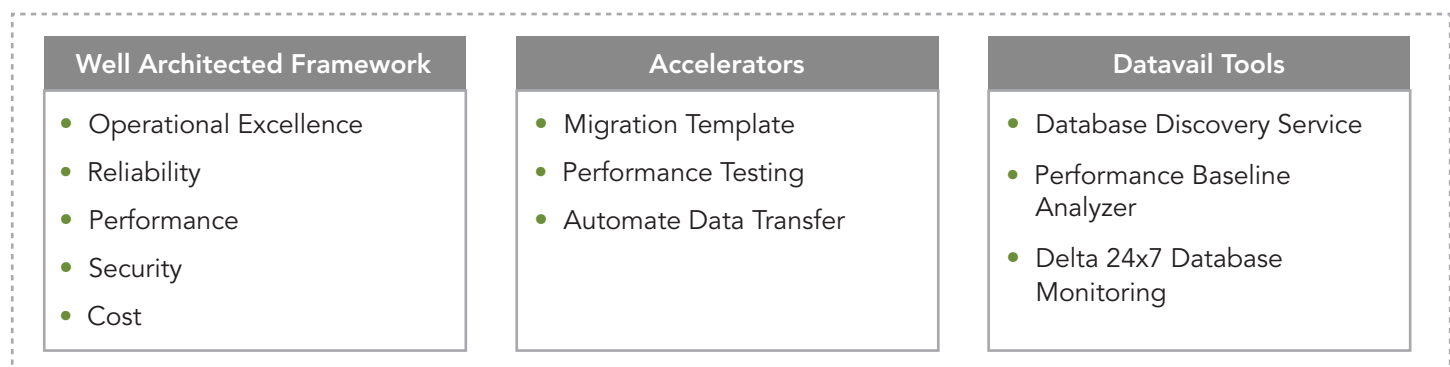 Well Architected Framework
• Operational Excellence
• Reliability
• Performance
• Security
• Cost
Accelerators
• Migration Template
• Performance Testing
• Automate Data Transfer
Datavail Tools
• Database Discovery Service
• Performance Baseline
Analyzer
• Delta 24x7 Database
Monitoring